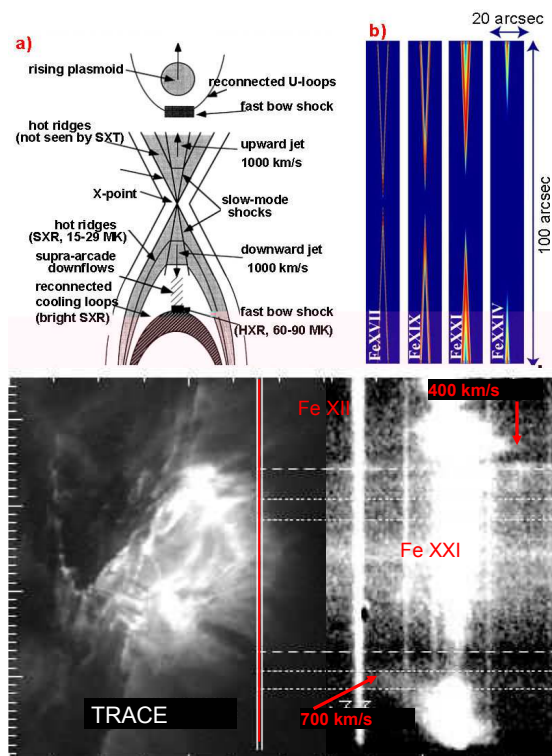 a)
rising plasmoid
reconnected U-loops
fast bow shock
hot ridges
(not seen by SXT)
upward jet
1000 km/s
X-point
slow-mode
shocks
hot ridges
(SXR, 15-29 MK)
downward jet
1000 km/s
supra-arcade
downflows
reconnected
cooling loops
(bright SXR)
fast bow shock
(HXR, 60-90 MK)
b)
20 arcsec
100 arcsec
FeXVII
FeXIX
FeXXI
FeXXIV
400 km/s
Fe XII
Fe XXI
TRACE
700 km/s